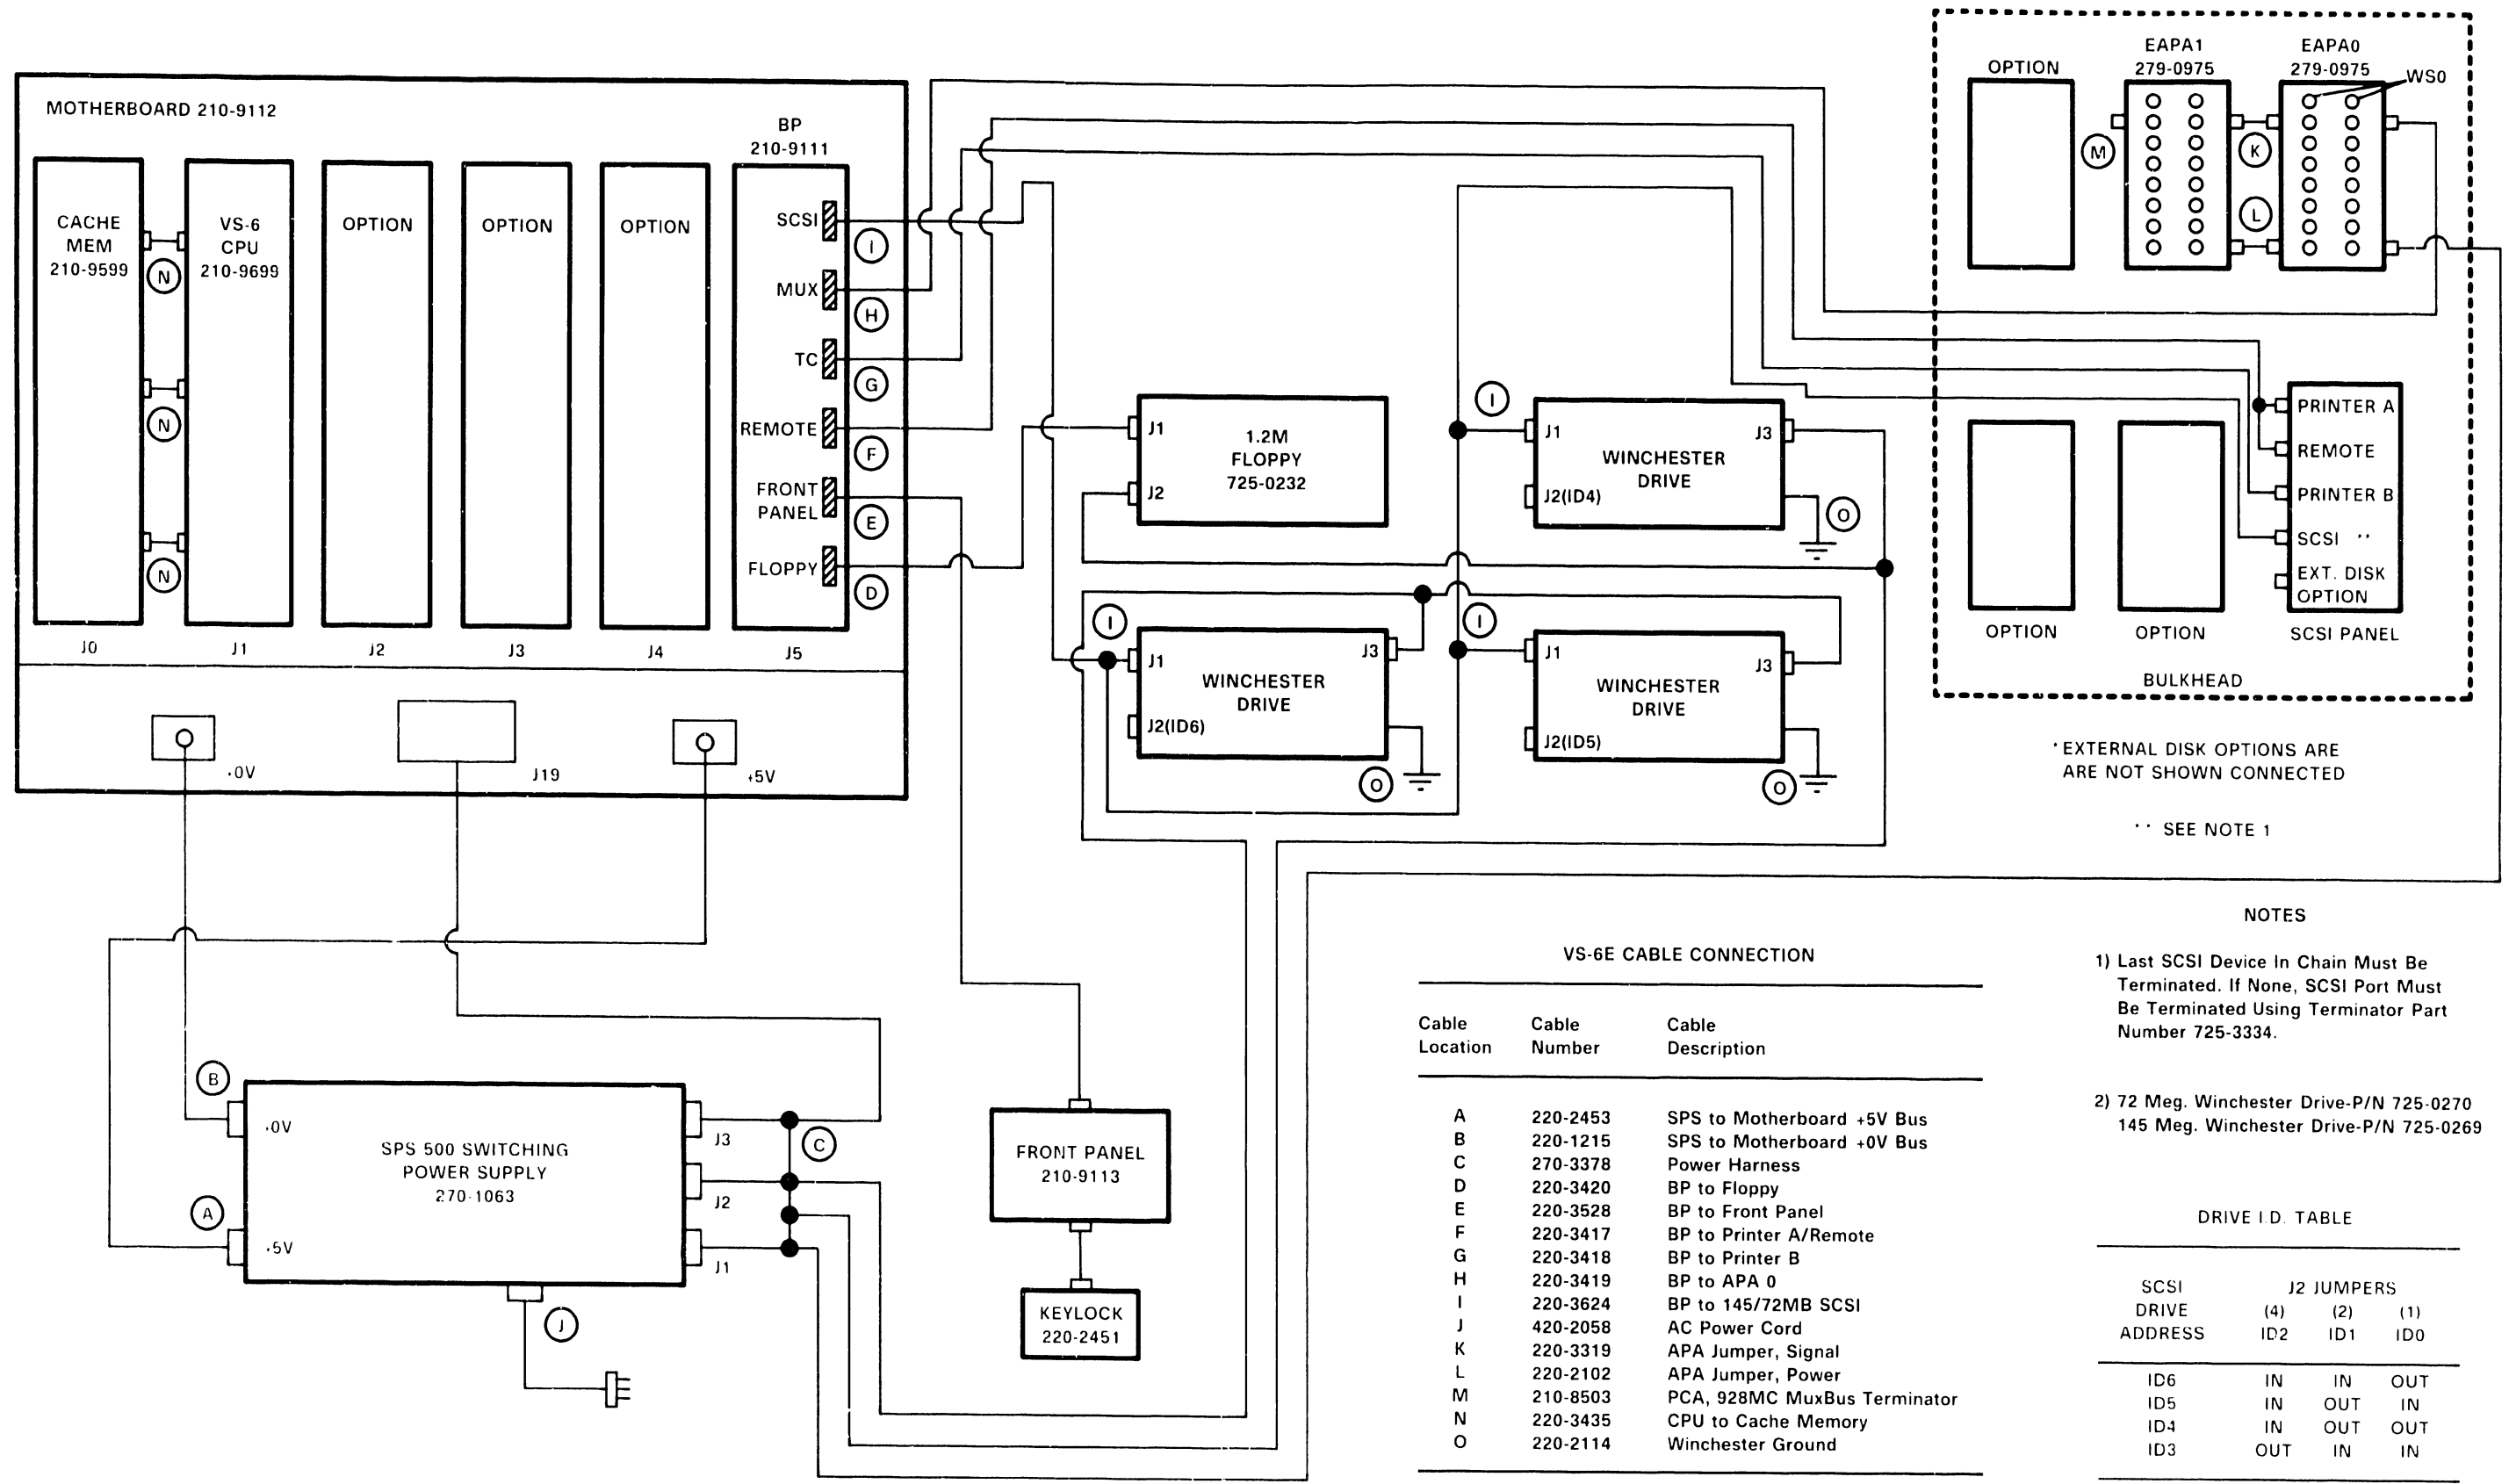 MOTHERBOARD 210-9112
CACHE
MEM
210-9599
N
N
N
VS-6
CPU
210-9699
OPTION
OPTION
OPTION
BP
210-9111
SCSI
I
MUX
H
TC
G
REMOTE
F
FRONT
PANEL
E
FLOPPY
D
J0
J1
J2
J3
J4
J5
+0V
J19
+5V
J1
J2
1.2M
FLOPPY
725-0232
I
J1
J3
J2(ID4)
WINCHESTER
DRIVE
O
I
J1
J3
J2(ID6)
WINCHESTER
DRIVE
O
I
J1
J3
J2(ID5)
WINCHESTER
DRIVE
O
OPTION
EAPA1
279-0975
EAPA0
279-0975
WS0
M
K
L
PRINTER A
REMOTE
PRINTER B
SCSI **
EXT. DISK
OPTION
OPTION
OPTION
SCSI PANEL
BULKHEAD
*EXTERNAL DISK OPTIONS ARE
ARE NOT SHOWN CONNECTED
** SEE NOTE 1
B
+0V
A
+5V
SPS 500 SWITCHING
POWER SUPPLY
270-1063
J3
J2
J1
C
J
FRONT PANEL
210-9113
KEYLOCK
220-2451
VS-6E CABLE CONNECTION
Cable Cable Cable
Location Number Description
A 220-2453 SPS to Motherboard +5V Bus
B 220-1215 SPS to Motherboard +0V Bus
C 270-3378 Power Harness
D 220-3420 BP to Floppy
E 220-3528 BP to Front Panel
F 220-3417 BP to Printer A/Remote
G 220-3418 BP to Printer B
H 220-3419 BP to APA 0
I 220-3624 BP to 145/72MB SCSI
J 420-2058 AC Power Cord
K 220-3319 APA Jumper, Signal
L 220-2102 APA Jumper, Power
M 210-8503 PCA, 928MC MuxBus Terminator
N 220-3435 CPU to Cache Memory
O 220-2114 Winchester Ground
NOTES
1) Last SCSI Device In Chain Must Be
Terminated. If None, SCSI Port Must
Be Terminated Using Terminator Part
Number 725-3334.
2) 72 Meg. Winchester Drive-P/N 725-0270
145 Meg. Winchester Drive-P/N 725-0269
DRIVE I.D. TABLE
SCSI J2 JUMPERS
DRIVE (4) (2) (1)
ADDRESS ID2 ID1 ID0
ID6 IN IN OUT
ID5 IN OUT IN
ID4 IN OUT OUT
ID3 OUT IN IN